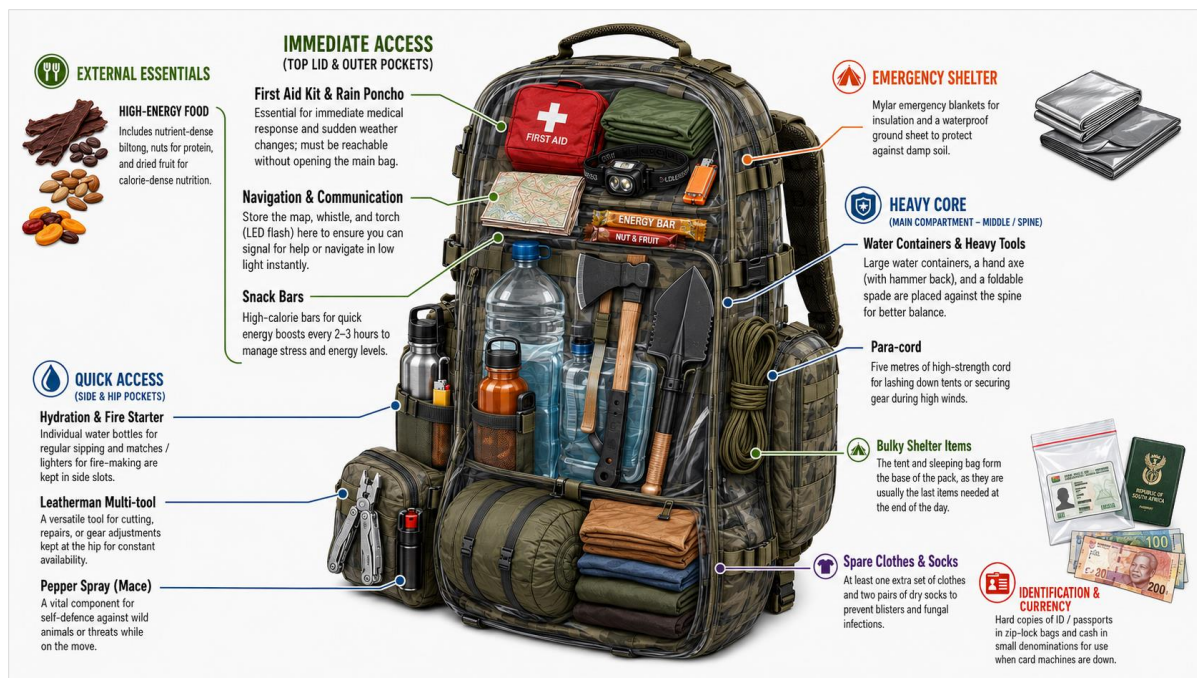 EXTERNAL ESSENTIALS
HIGH-ENERGY FOOD
Includes nutrient-dense
biltong, nuts for protein,
and dried fruit for
calorie-dense nutrition.
IMMEDIATE ACCESS
(TOP LID & OUTER POCKETS)
First Aid Kit & Rain Poncho
Essential for immediate medical
response and sudden weather
changes; must be reachable
without opening the main bag.
Navigation & Communication
Store the map, whistle, and torch
(LED flash) here to ensure you can
signal for help or navigate in low
light instantly.
Snack Bars
High-calorie bars for quick
energy boosts every 2–3 hours to
manage stress and energy levels.
QUICK ACCESS
(SIDE & HIP POCKETS)
Hydration & Fire Starter
Individual water bottles for
regular sipping and matches /
lighters for fire-making are
kept in side slots.
Leatherman Multi-tool
A versatile tool for cutting,
repairs, or gear adjustments
kept at the hip for constant
availability.
Pepper Spray (Mace)
A vital component for
self-defence against wild
animals or threats while
on the move.
FIRST AID
ENERGY BAR
NUT & FRUIT
EMERGENCY SHELTER
Mylar emergency blankets for
insulation and a waterproof
ground sheet to protect
against damp soil.
HEAVY CORE
(MAIN COMPARTMENT – MIDDLE / SPINE)
Water Containers & Heavy Tools
Large water containers, a hand axe
(with hammer back), and a foldable
spade are placed against the spine
for better balance.
Para-cord
Five metres of high-strength cord
for lashing down tents or securing
gear during high winds.
Bulky Shelter Items
The tent and sleeping bag form
the base of the pack, as they are
usually the last items needed at
the end of the day.
Spare Clothes & Socks
At least one extra set of clothes
and two pairs of dry socks to
prevent blisters and fungal
infections.
REPUBLIC OF
SOUTH AFRICA
100
200
IDENTIFICATION &
CURRENCY
Hard copies of ID / passports
in zip-lock bags and cash in
small denominations for use
when card machines are down.